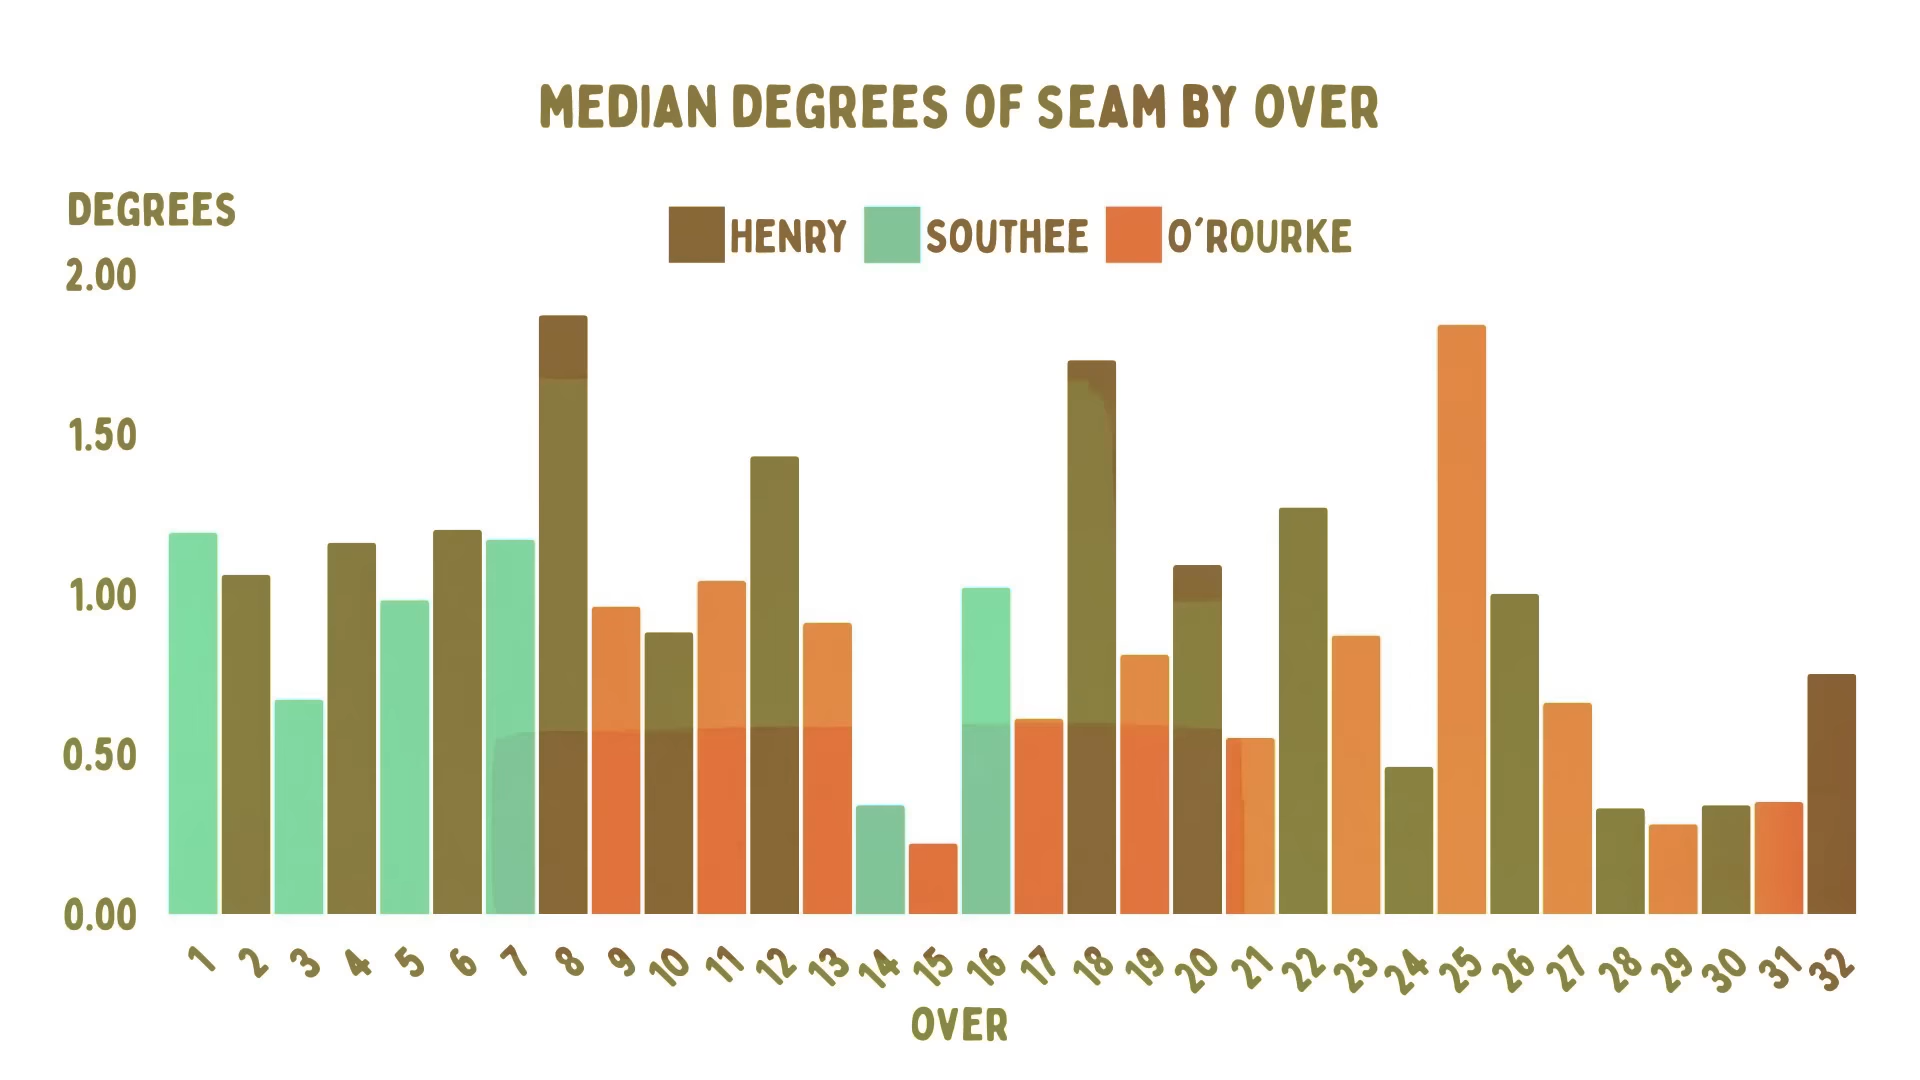 MEDIAN DEGREES OF SEAM BY OVER
DEGREES
HENRY SOUTHEE O'ROURKE
2.00
1.50
1.00
0.50
0.00
1 2 3 4 5 6 7 8 9 10 11 12 13 14 15 16 17 18 19 20 21 22 23 24 25 26 27 28 29 30 31 32
OVER